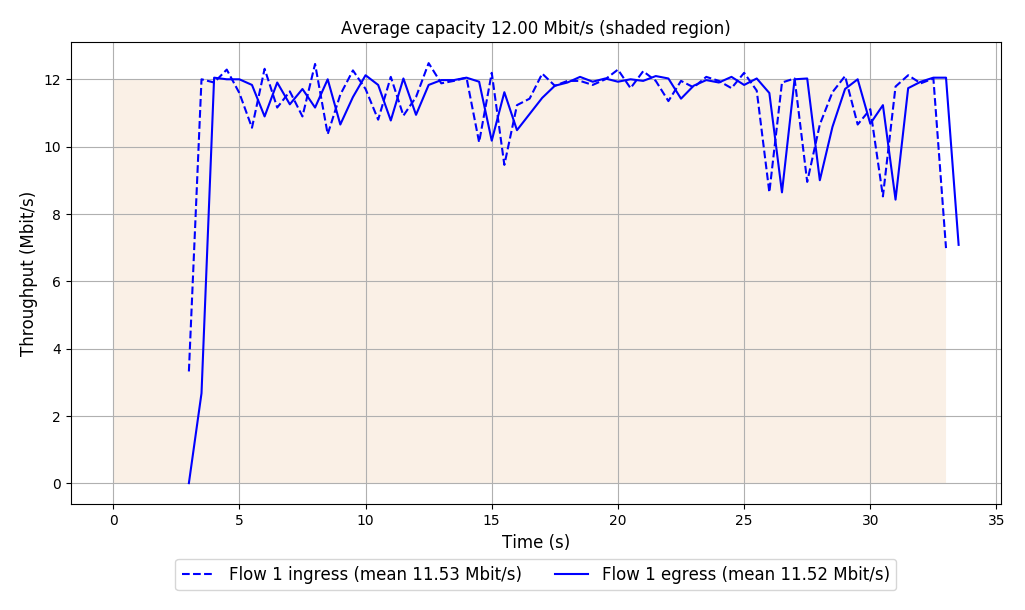 Average capacity 12.00 Mbit/s (shaded region)
Throughput (Mbit/s)
12
10
8
6
4
2
0
0 5 10 15 20 25 30 35
Time (s)
Flow 1 ingress (mean 11.53 Mbit/s) Flow 1 egress (mean 11.52 Mbit/s)